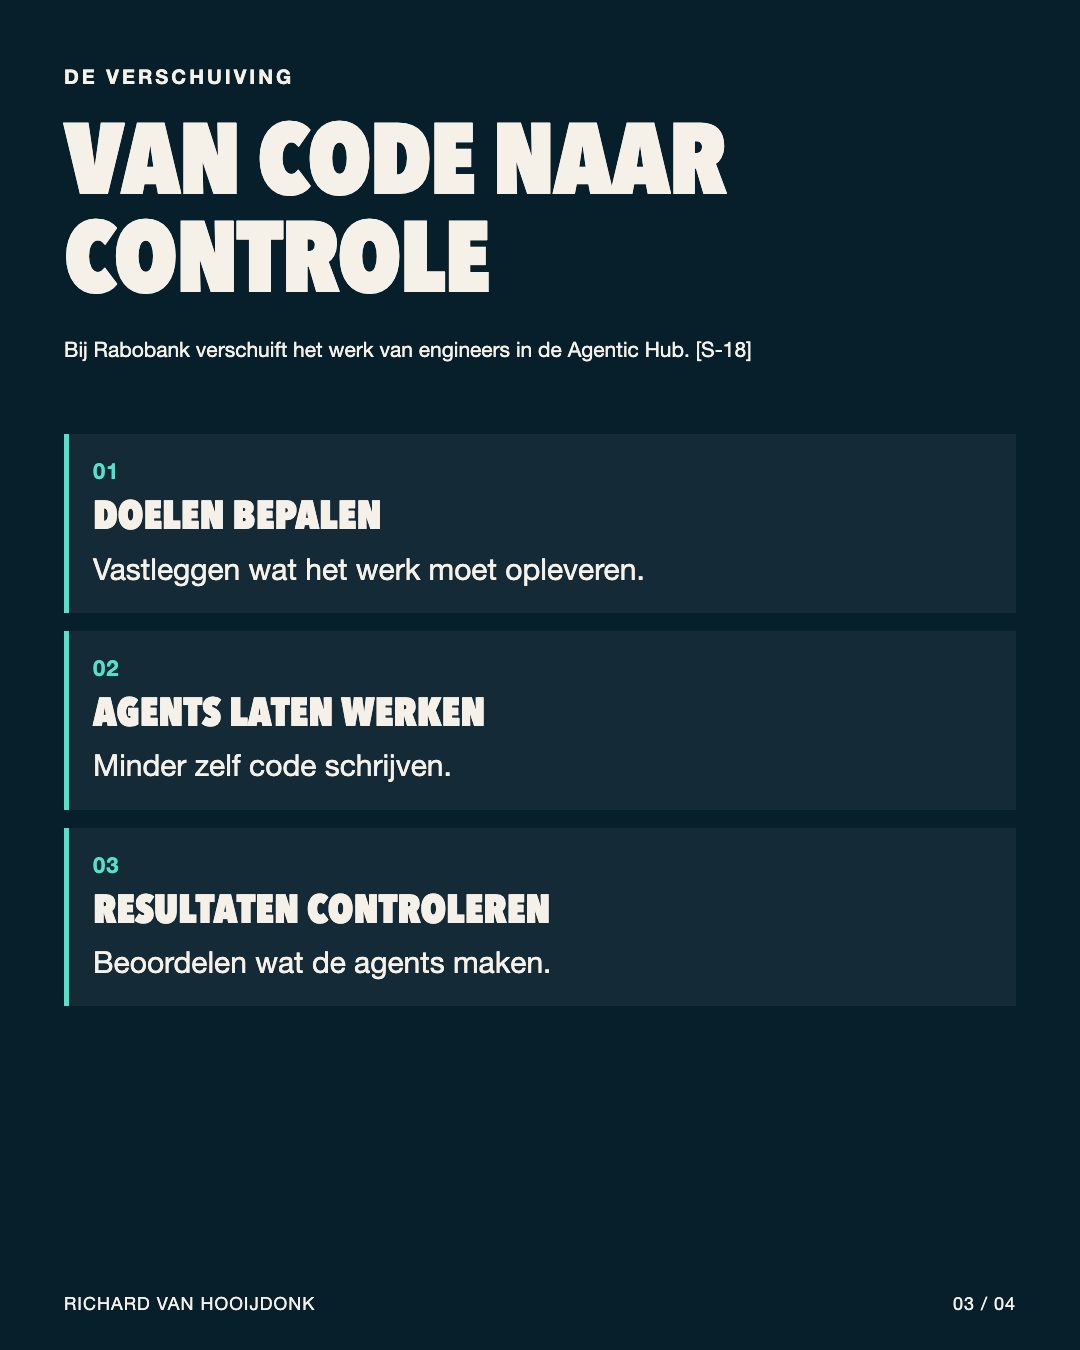 DE VERSCHUIVING
VAN CODE NAAR
CONTROLE
Bij Rabobank verschuift het werk van engineers in de Agentic Hub. [S-18]
01
DOELEN BEPALEN
Vastleggen wat het werk moet opleveren.
02
AGENTS LATEN WERKEN
Minder zelf code schrijven.
03
RESULTATEN CONTROLEREN
Beoordelen wat de agents maken.
RICHARD VAN HOOIJDONK
03 / 04